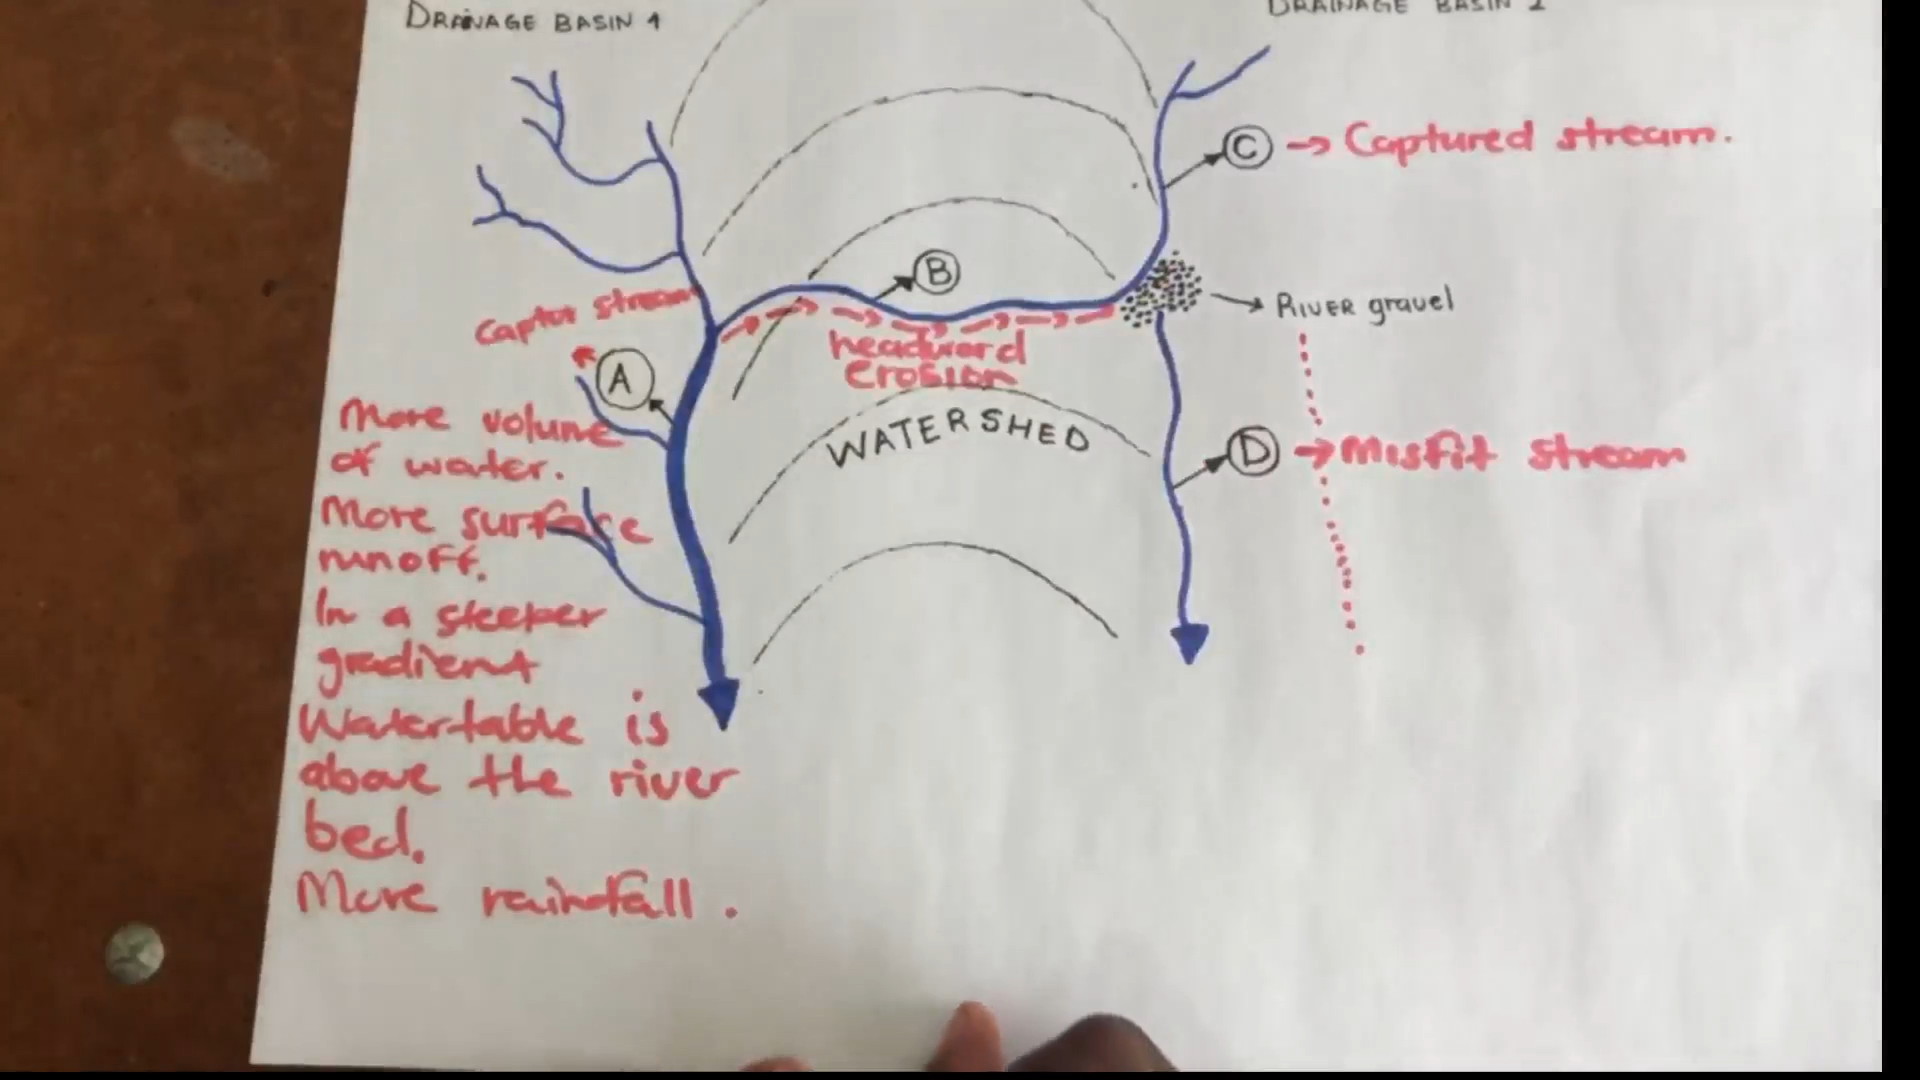 DRAINAGE BASIN 1
DRAINAGE BASIN 2
C → Captured stream.
B
RIVER gravel
Captor stream
A
headward
erosion
WATERSHED
D → Misfit stream
More volume
of water.
More surface
runoff.
In a steeper
gradient
Watertable is
above the river
bed.
More rainfall.